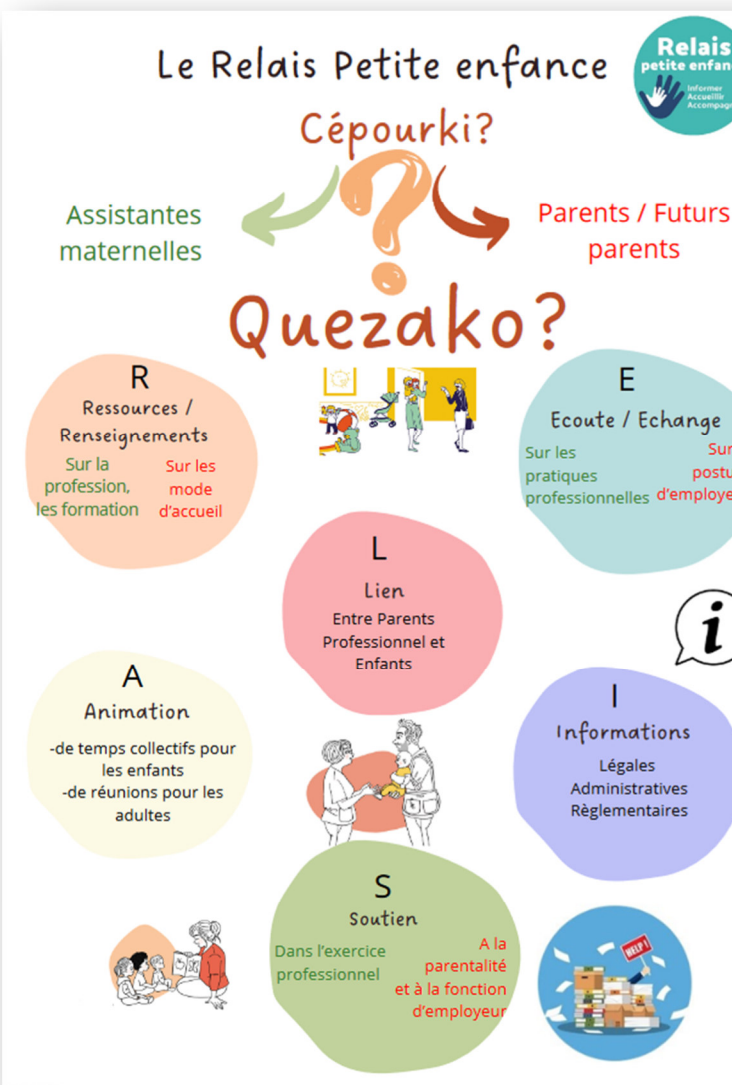 Le Relais Petite enfance
Relais
petite enfan
Informer
Accueillir
Accompag
Cépourki?
Assistantes
maternelles
Parents / Futurs
parents
Quezako?
R
Ressources /
Renseignements
Sur la
profession,
les formation
Sur les
mode
d'accueil
E
Ecoute / Echange
Sur les
pratiques
professionnelles
Sur
postu
d'employe
L
Lien
Entre Parents
Professionnel et
Enfants
i
A
Animation
-de temps collectifs pour
les enfants
-de réunions pour les
adultes
I
Informations
Légales
Administratives
Règlementaires
S
Soutien
Dans l'exercice
professionnel
A la
parentalité
et à la fonction
d'employeur
HELP !